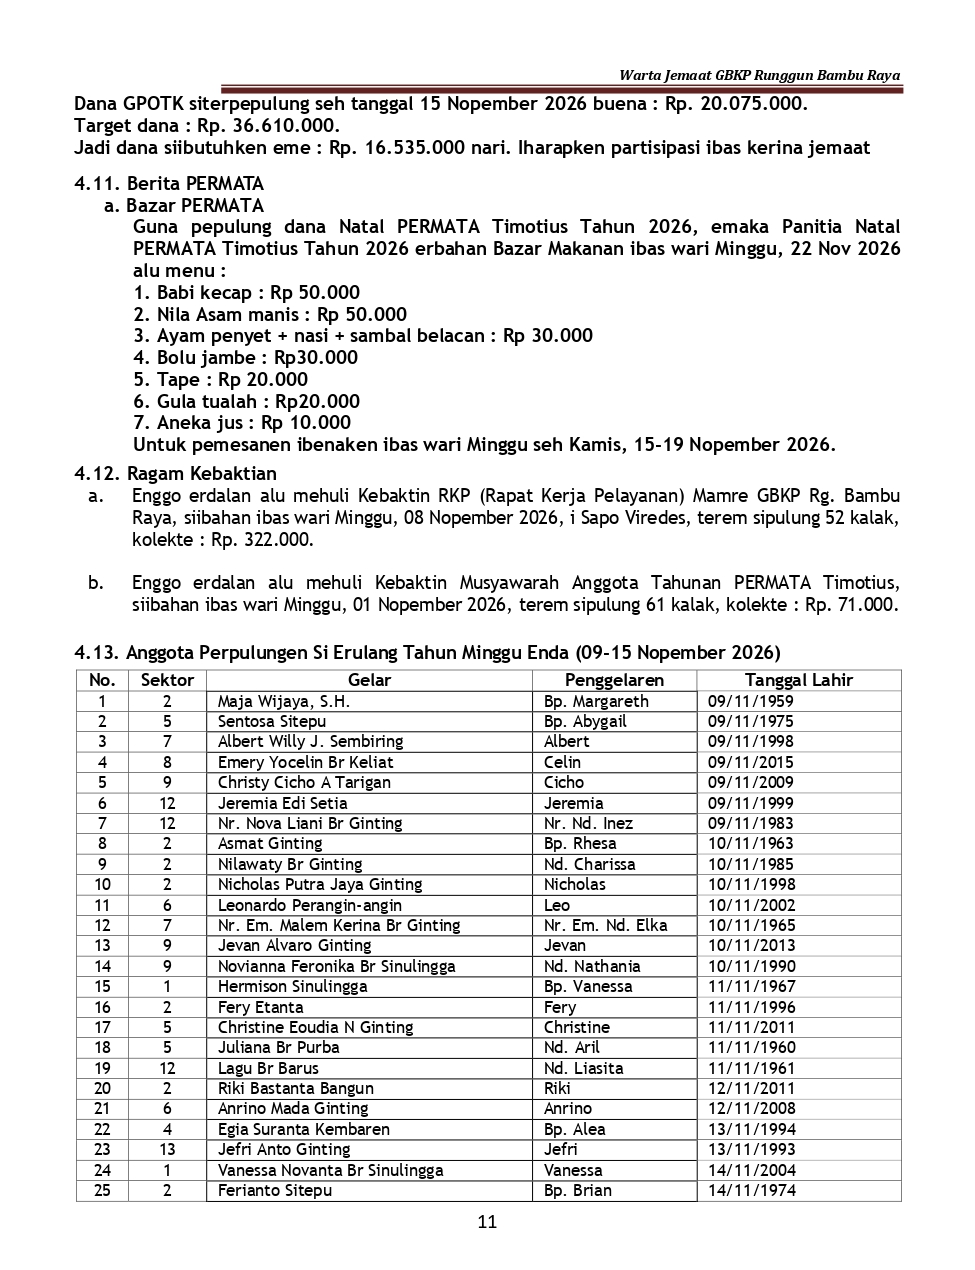 Warta Jemaat GBKP Runggun Bambu Raya
Dana GPOTK siterpepulung seh tanggal 15 Nopember 2026 buena : Rp. 20.075.000.
Target dana : Rp. 36.610.000.
Jadi dana siibutuhken eme : Rp. 16.535.000 nari. Iharapken partisipasi ibas kerina jemaat
4.11. Berita PERMATA
a. Bazar PERMATA
Guna pepulung dana Natal PERMATA Timotius Tahun 2026, emaka Panitia Natal
PERMATA Timotius Tahun 2026 erbahan Bazar Makanan ibas wari Minggu, 22 Nov 2026
alu menu :
1. Babi kecap : Rp 50.000
2. Nila Asam manis : Rp 50.000
3. Ayam penyet + nasi + sambal belacan : Rp 30.000
4. Bolu jambe : Rp30.000
5. Tape : Rp 20.000
6. Gula tualah : Rp20.000
7. Aneka jus : Rp 10.000
Untuk pemesanen ibenaken ibas wari Minggu seh Kamis, 15-19 Nopember 2026.
4.12. Ragam Kebaktian
a. Enggo erdalan alu mehuli Kebaktin RKP (Rapat Kerja Pelayanan) Mamre GBKP Rg. Bambu
Raya, siibahan ibas wari Minggu, 08 Nopember 2026, i Sapo Viredes, terem sipulung 52 kalak,
kolekte : Rp. 322.000.
b. Enggo erdalan alu mehuli Kebaktin Musyawarah Anggota Tahunan PERMATA Timotius,
siibahan ibas wari Minggu, 01 Nopember 2026, terem sipulung 61 kalak, kolekte : Rp. 71.000.
4.13. Anggota Perpulungen Si Erulang Tahun Minggu Enda (09-15 Nopember 2026)
No. Sektor Gelar Penggelaren Tanggal Lahir
1 2 Maja Wijaya, S.H. Bp. Margareth 09/11/1959
2 5 Sentosa Sitepu Bp. Abygail 09/11/1975
3 7 Albert Willy J. Sembiring Albert 09/11/1998
4 8 Emery Yocelin Br Keliat Celin 09/11/2015
5 9 Christy Cicho A Tarigan Cicho 09/11/2009
6 12 Jeremia Edi Setia Jeremia 09/11/1999
7 12 Nr. Nova Liani Br Ginting Nr. Nd. Inez 09/11/1983
8 2 Asmat Ginting Bp. Rhesa 10/11/1963
9 2 Nilawaty Br Ginting Nd. Charissa 10/11/1985
10 2 Nicholas Putra Jaya Ginting Nicholas 10/11/1998
11 6 Leonardo Perangin-angin Leo 10/11/2002
12 7 Nr. Em. Malem Kerina Br Ginting Nr. Em. Nd. Elka 10/11/1965
13 9 Jevan Alvaro Ginting Jevan 10/11/2013
14 9 Novianna Feronika Br Sinulingga Nd. Nathania 10/11/1990
15 1 Hermison Sinulingga Bp. Vanessa 11/11/1967
16 2 Fery Etanta Fery 11/11/1996
17 5 Christine Eoudia N Ginting Christine 11/11/2011
18 5 Juliana Br Purba Nd. Aril 11/11/1960
19 12 Lagu Br Barus Nd. Liasita 11/11/1961
20 2 Riki Bastanta Bangun Riki 12/11/2011
21 6 Anrino Mada Ginting Anrino 12/11/2008
22 4 Egia Suranta Kembaren Bp. Alea 13/11/1994
23 13 Jefri Anto Ginting Jefri 13/11/1993
24 1 Vanessa Novanta Br Sinulingga Vanessa 14/11/2004
25 2 Ferianto Sitepu Bp. Brian 14/11/1974
11